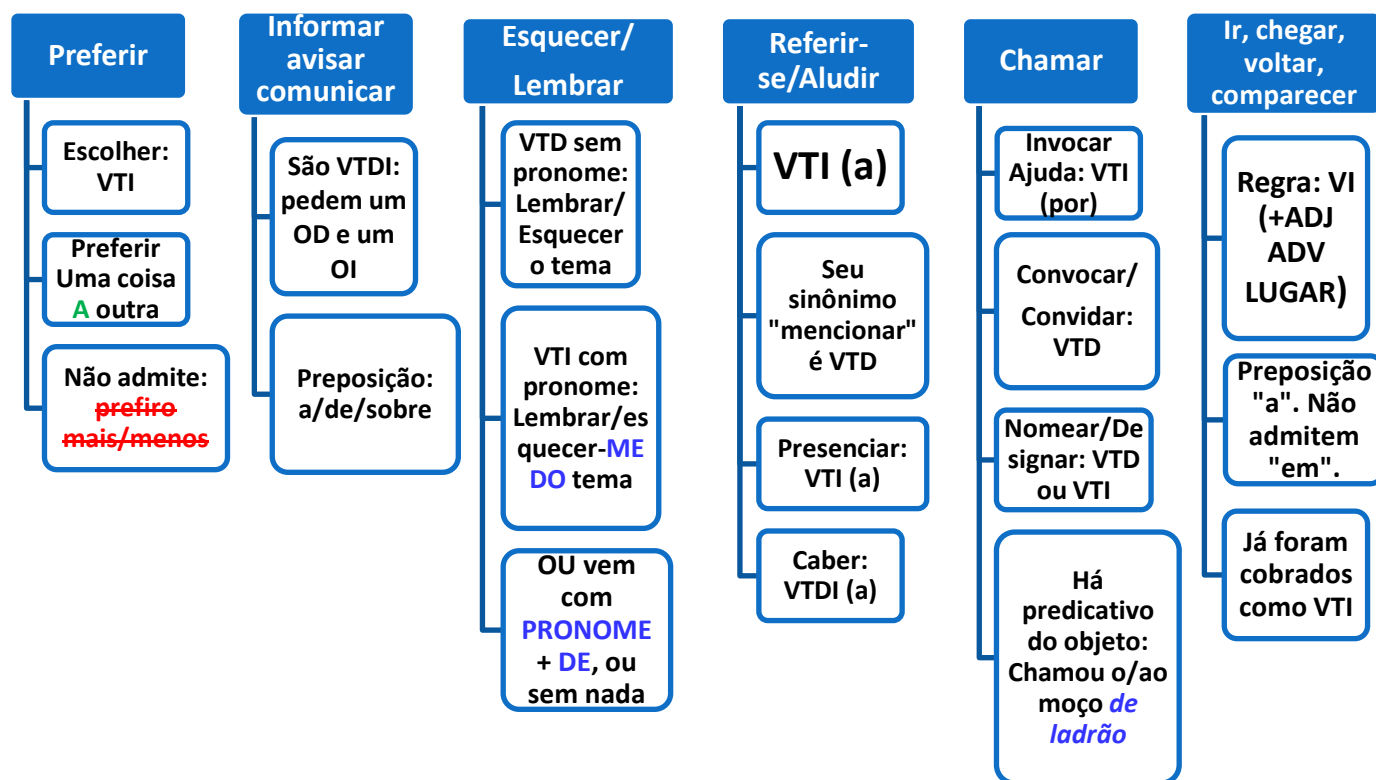 Preferir
Escolher:
VTI
Preferir
Uma coisa
A outra
Não admite:
prefiro
mais/menos
Informar
avisar
comunicar
São VTDI:
pedem um
OD e um
OI
Preposição:
a/de/sobre
Esquecer/
Lembrar
VTD sem
pronome:
Lembrar/
Esquecer
o tema
VTI com
pronome:
Lembrar/es
quecer-ME
DO tema
OU vem
com
PRONOME
+ DE, ou
sem nada
Referir-
se/Aludir
VTI (a)
Seu
sinônimo
"mencionar"
é VTD
Presenciar:
VTI (a)
Caber:
VTDI (a)
Chamar
Invocar
Ajuda: VTI
(por)
Convocar/
Convidar:
VTD
Nomear/De
signar: VTD
ou VTI
Há
predicativo
do objeto:
Chamou o/ao
moço de
ladrão
Ir, chegar,
voltar,
comparecer
Regra: VI
(+ADJ
ADV
LUGAR)
Preposição
"a". Não
admitem
"em".
Já foram
cobrados
como VTI